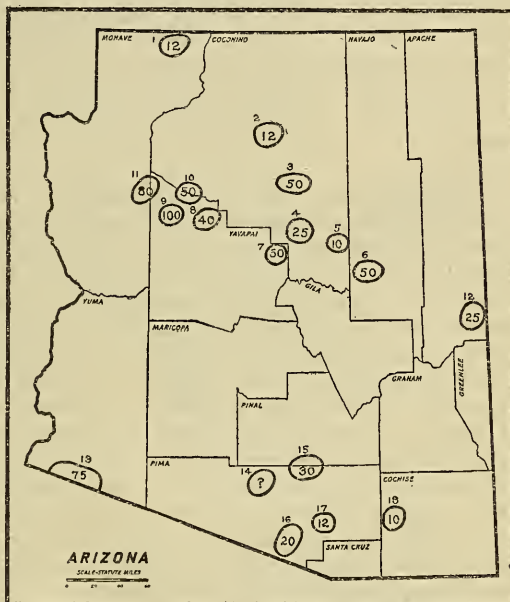 MOHAVE
COCONINO
NAVAJO
APACHE
1
12
2
12
3
50
11
80
10
50
9
100
8
40
4
25
5
10
YAVAPAI
7
50
6
50
GILA
12
25
YUMA
MARICOPA
GRAHAM
GREENLEE
PINAL
13
75
PIMA
14
?
15
30
COCHISE
16
20
17
12
18
10
SANTA CRUZ
ARIZONA
SCALE-STATUTE MILES